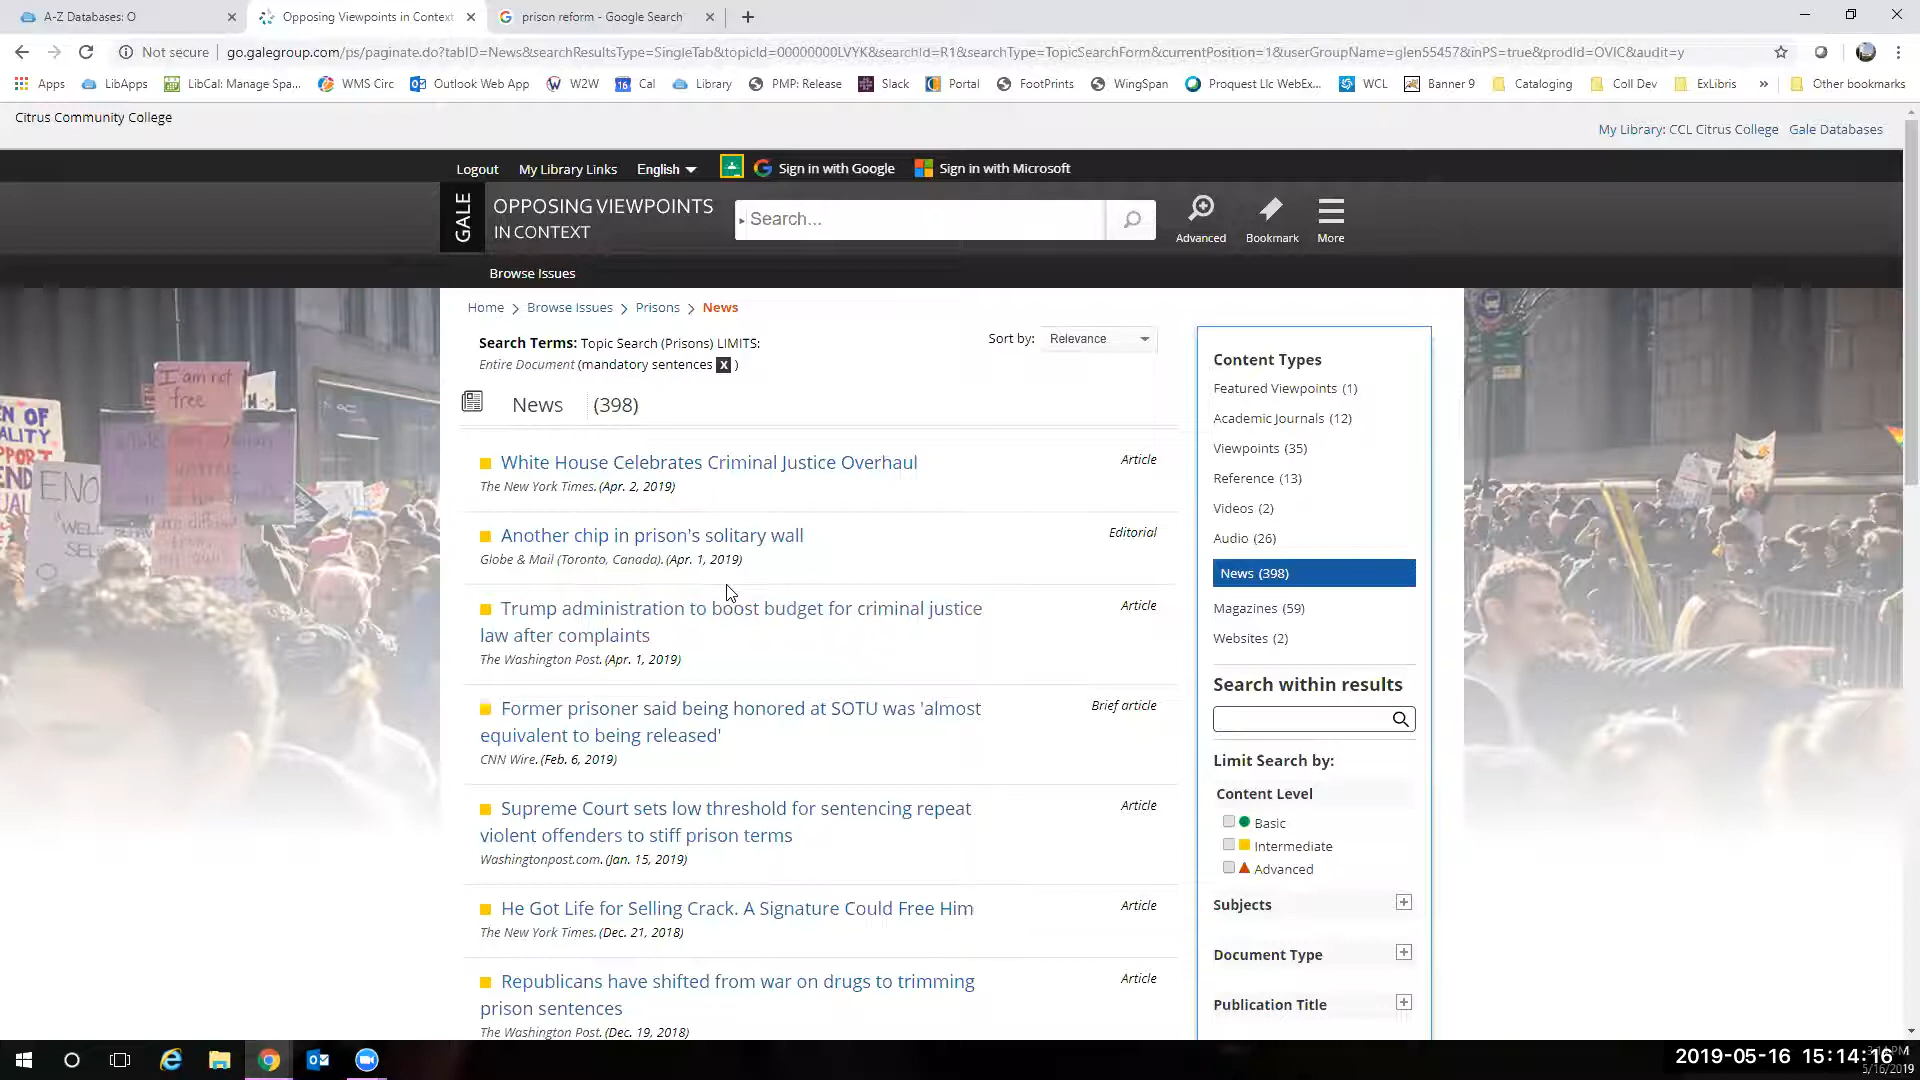 A-Z Databases: O
Opposing Viewpoints in Context
prison reform - Google Search
Not secure | go.galegroup.com/ps/paginate.do?tabID=News&searchResultsType=SingleTab&topicId=00000000LVYK&searchId=R1&searchType=TopicSearchForm&currentPosition=1&userGroupName=glen55457&inPS=true&prodId=OVIC&audit=y
Apps LibApps LibCal: Manage Spa... WMS Circ Outlook Web App W2W 16 Cal Library PMP: Release Slack Portal FootPrints WingSpan Proquest Llc WebEx... WCL Banner 9 Cataloging Coll Dev ExLibris » Other bookmarks
Citrus Community College
My Library: CCL Citrus College Gale Databases
Logout My Library Links English Sign in with Google Sign in with Microsoft
GALE
OPPOSING VIEWPOINTS
IN CONTEXT
Search...
Advanced Bookmark More
Browse Issues
Home > Browse Issues > Prisons > News
Search Terms: Topic Search (Prisons) LIMITS:
Entire Document (mandatory sentences X )
Sort by: Relevance
News (398)
White House Celebrates Criminal Justice Overhaul
Article
The New York Times. (Apr. 2, 2019)
Another chip in prison's solitary wall
Editorial
Globe & Mail (Toronto, Canada). (Apr. 1, 2019)
Trump administration to boost budget for criminal justice
law after complaints
Article
The Washington Post. (Apr. 1, 2019)
Former prisoner said being honored at SOTU was 'almost
equivalent to being released'
Brief article
CNN Wire. (Feb. 6, 2019)
Supreme Court sets low threshold for sentencing repeat
violent offenders to stiff prison terms
Article
Washingtonpost.com. (Jan. 15, 2019)
He Got Life for Selling Crack. A Signature Could Free Him
Article
The New York Times. (Dec. 21, 2018)
Republicans have shifted from war on drugs to trimming
prison sentences
Article
The Washington Post. (Dec. 19, 2018)
Content Types
Featured Viewpoints (1)
Academic Journals (12)
Viewpoints (35)
Reference (13)
Videos (2)
Audio (26)
News (398)
Magazines (59)
Websites (2)
Search within results
Limit Search by:
Content Level
Basic
Intermediate
Advanced
Subjects
Document Type
Publication Title
I am not
free
2019-05-16 15:14:16
5/16/2019